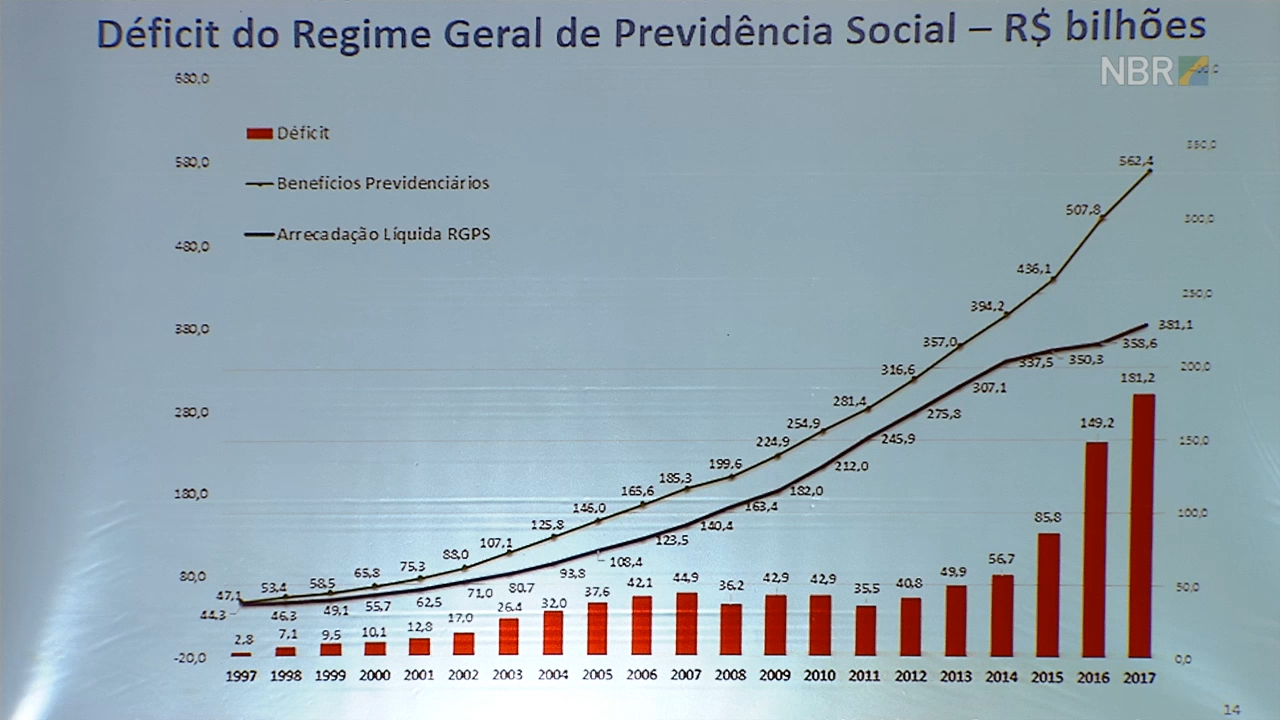 Déficit do Regime Geral de Previdência Social – R$ bilhões
NBR
680,0
580,0
480,0
380,0
280,0
180,0
80,0
-20,0
Déficit
Benefícios Previdenciários
Arrecadação Líquida RGPS
350,0
300,0
250,0
200,0
150,0
100,0
50,0
0,0
47,1 53,4 58,5 65,8 75,3 88,0 107,1 125,8 146,0 165,6 185,3 199,6 224,9 254,9 281,4 316,6 357,0 394,2 436,1 507,8 562,4
44,3 46,3 49,1 55,7 62,5 71,0 80,7 93,8 108,4 123,5 140,4 163,4 182,0 212,0 245,9 275,8 307,1 337,5 350,3 358,6 381,1
2,8 7,1 9,5 10,1 12,8 17,0 26,4 32,0 37,6 42,1 44,9 36,2 42,9 42,9 35,5 40,8 49,9 56,7 85,8 149,2 181,2
1997 1998 1999 2000 2001 2002 2003 2004 2005 2006 2007 2008 2009 2010 2011 2012 2013 2014 2015 2016 2017
14